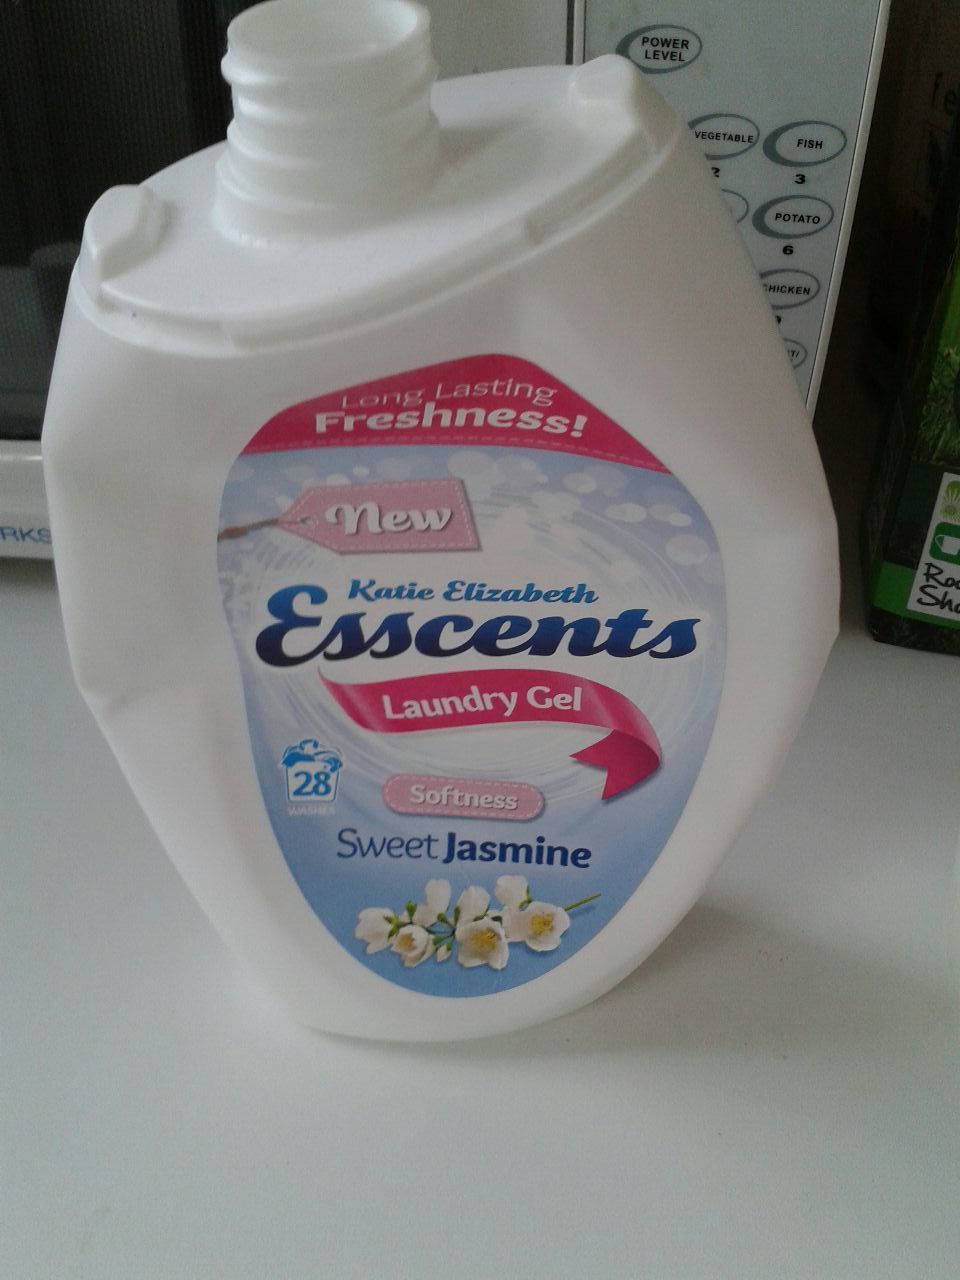 POWER
LEVEL
VEGETABLE
FISH
3
POTATO
6
Long Lasting
Freshness!
New
Katie Elizabeth
Esscents
Laundry Gel
28
WASHES
Softness
Sweet Jasmine